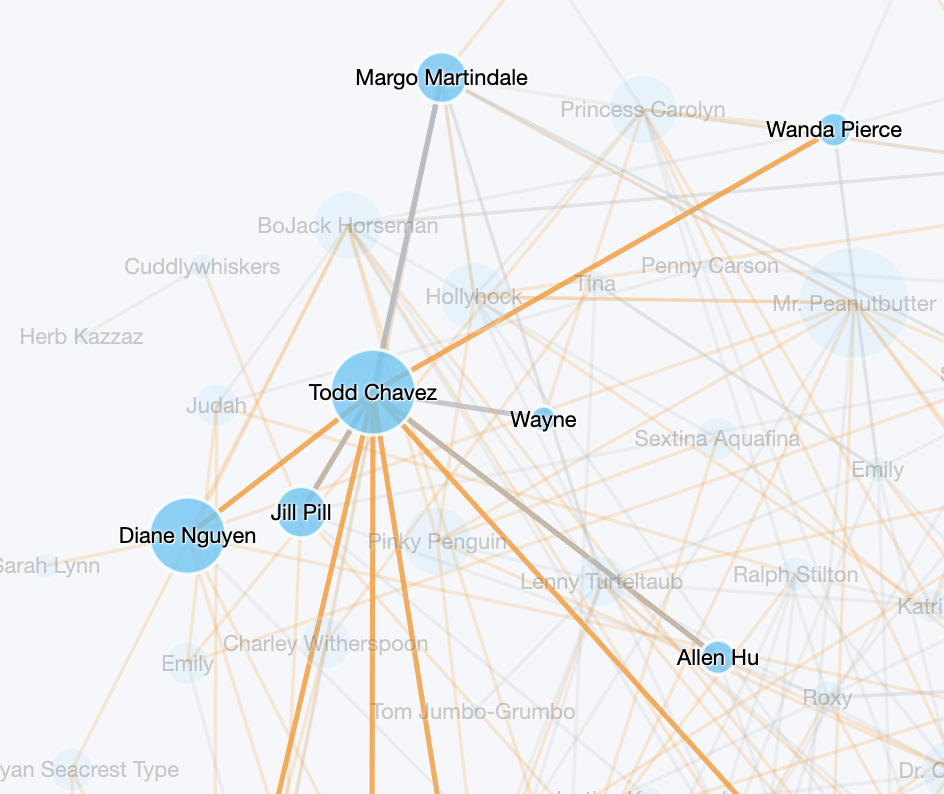 Margo Martindale
Princess Carolyn
Wanda Pierce
BoJack Horseman
Cuddlywhiskers
Penny Carson
Tina
Hollyhock
Mr. Peanutbutter
Herb Kazzaz
Todd Chavez
Judah
Wayne
Sextina Aquafina
Emily
Jill Pill
Diane Nguyen
Pinky Penguin
Sarah Lynn
Lenny Turteltaub
Ralph Stilton
Katri
Charley Witherspoon
Allen Hu
Emily
Roxy
Tom Jumbo-Grumbo
yan Seacrest Type
Dr. C